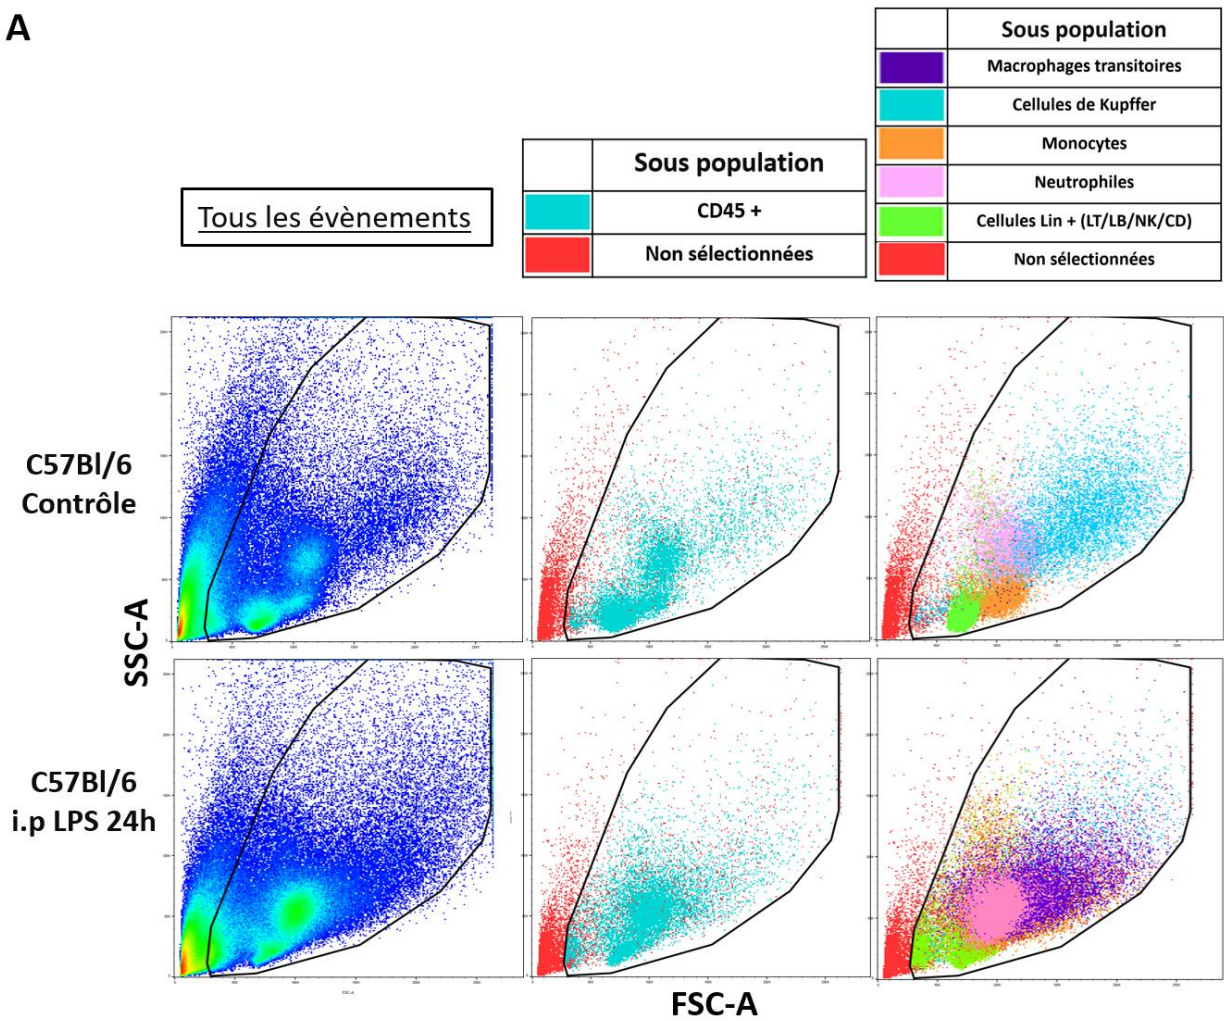 A
Tous les évènements
Sous population
CD45 +
Non sélectionnées
Sous population
Macrophages transitoires
Cellules de Kupffer
Monocytes
Neutrophiles
Cellules Lin + (LT/LB/NK/CD)
Non sélectionnées
C57Bl/6
Contrôle
C57Bl/6
i.p LPS 24h
SSC-A
FSC-A
FSC-A